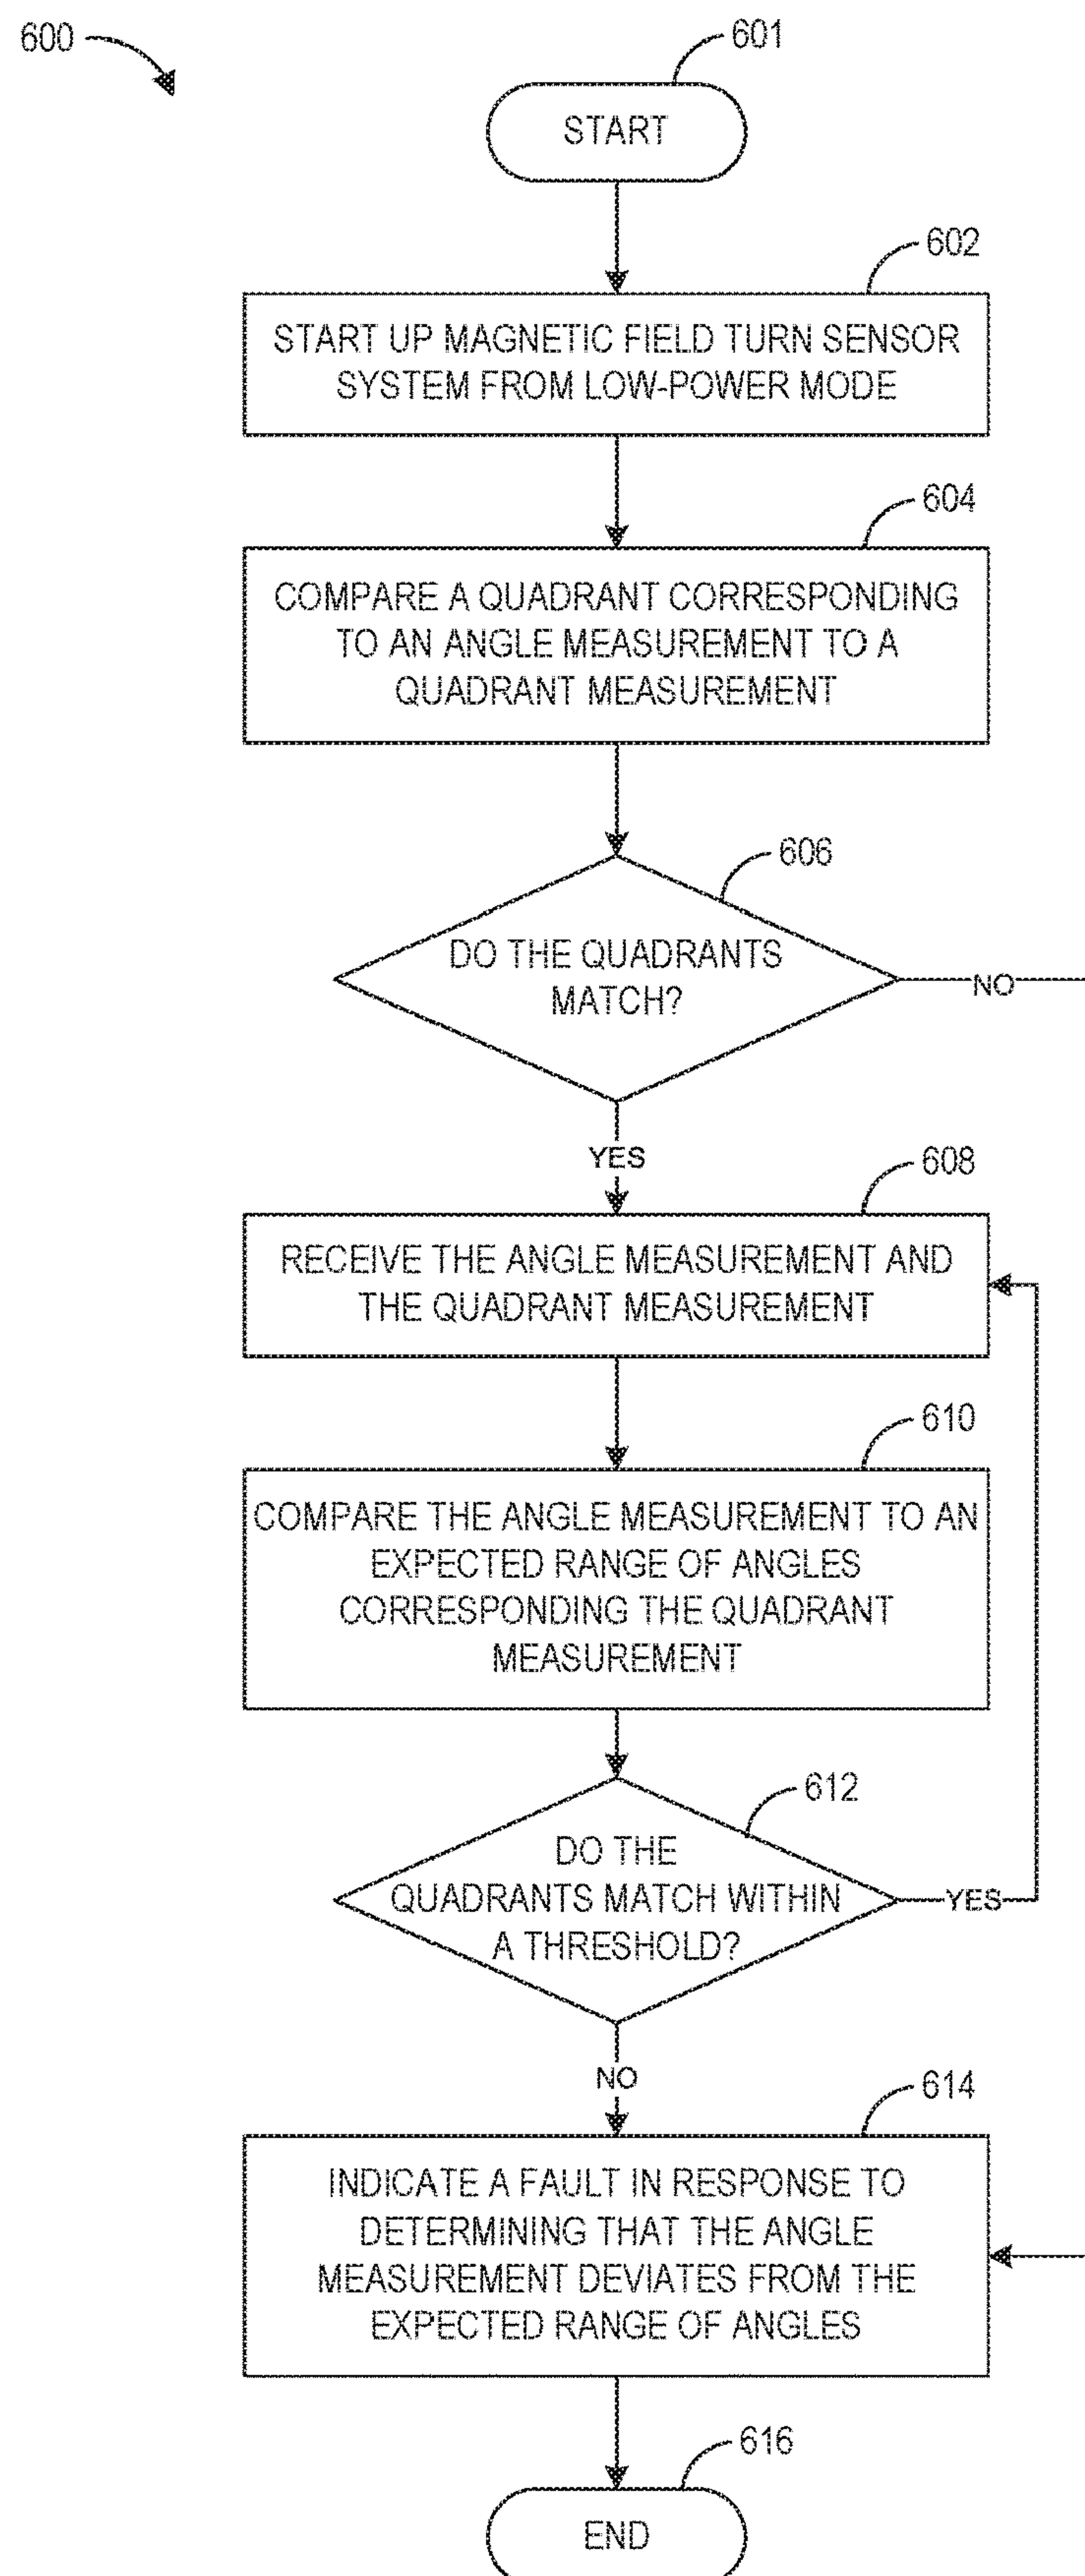 600
601
START
602
START UP MAGNETIC FIELD TURN SENSOR
SYSTEM FROM LOW-POWER MODE
604
COMPARE A QUADRANT CORRESPONDING
TO AN ANGLE MEASUREMENT TO A
QUADRANT MEASUREMENT
606
DO THE QUADRANTS
MATCH?
NO
YES
608
RECEIVE THE ANGLE MEASUREMENT AND
THE QUADRANT MEASUREMENT
610
COMPARE THE ANGLE MEASUREMENT TO AN
EXPECTED RANGE OF ANGLES
CORRESPONDING THE QUADRANT
MEASUREMENT
612
DO THE
QUADRANTS MATCH WITHIN
A THRESHOLD?
YES
NO
614
INDICATE A FAULT IN RESPONSE TO
DETERMINING THAT THE ANGLE
MEASUREMENT DEVIATES FROM THE
EXPECTED RANGE OF ANGLES
616
END